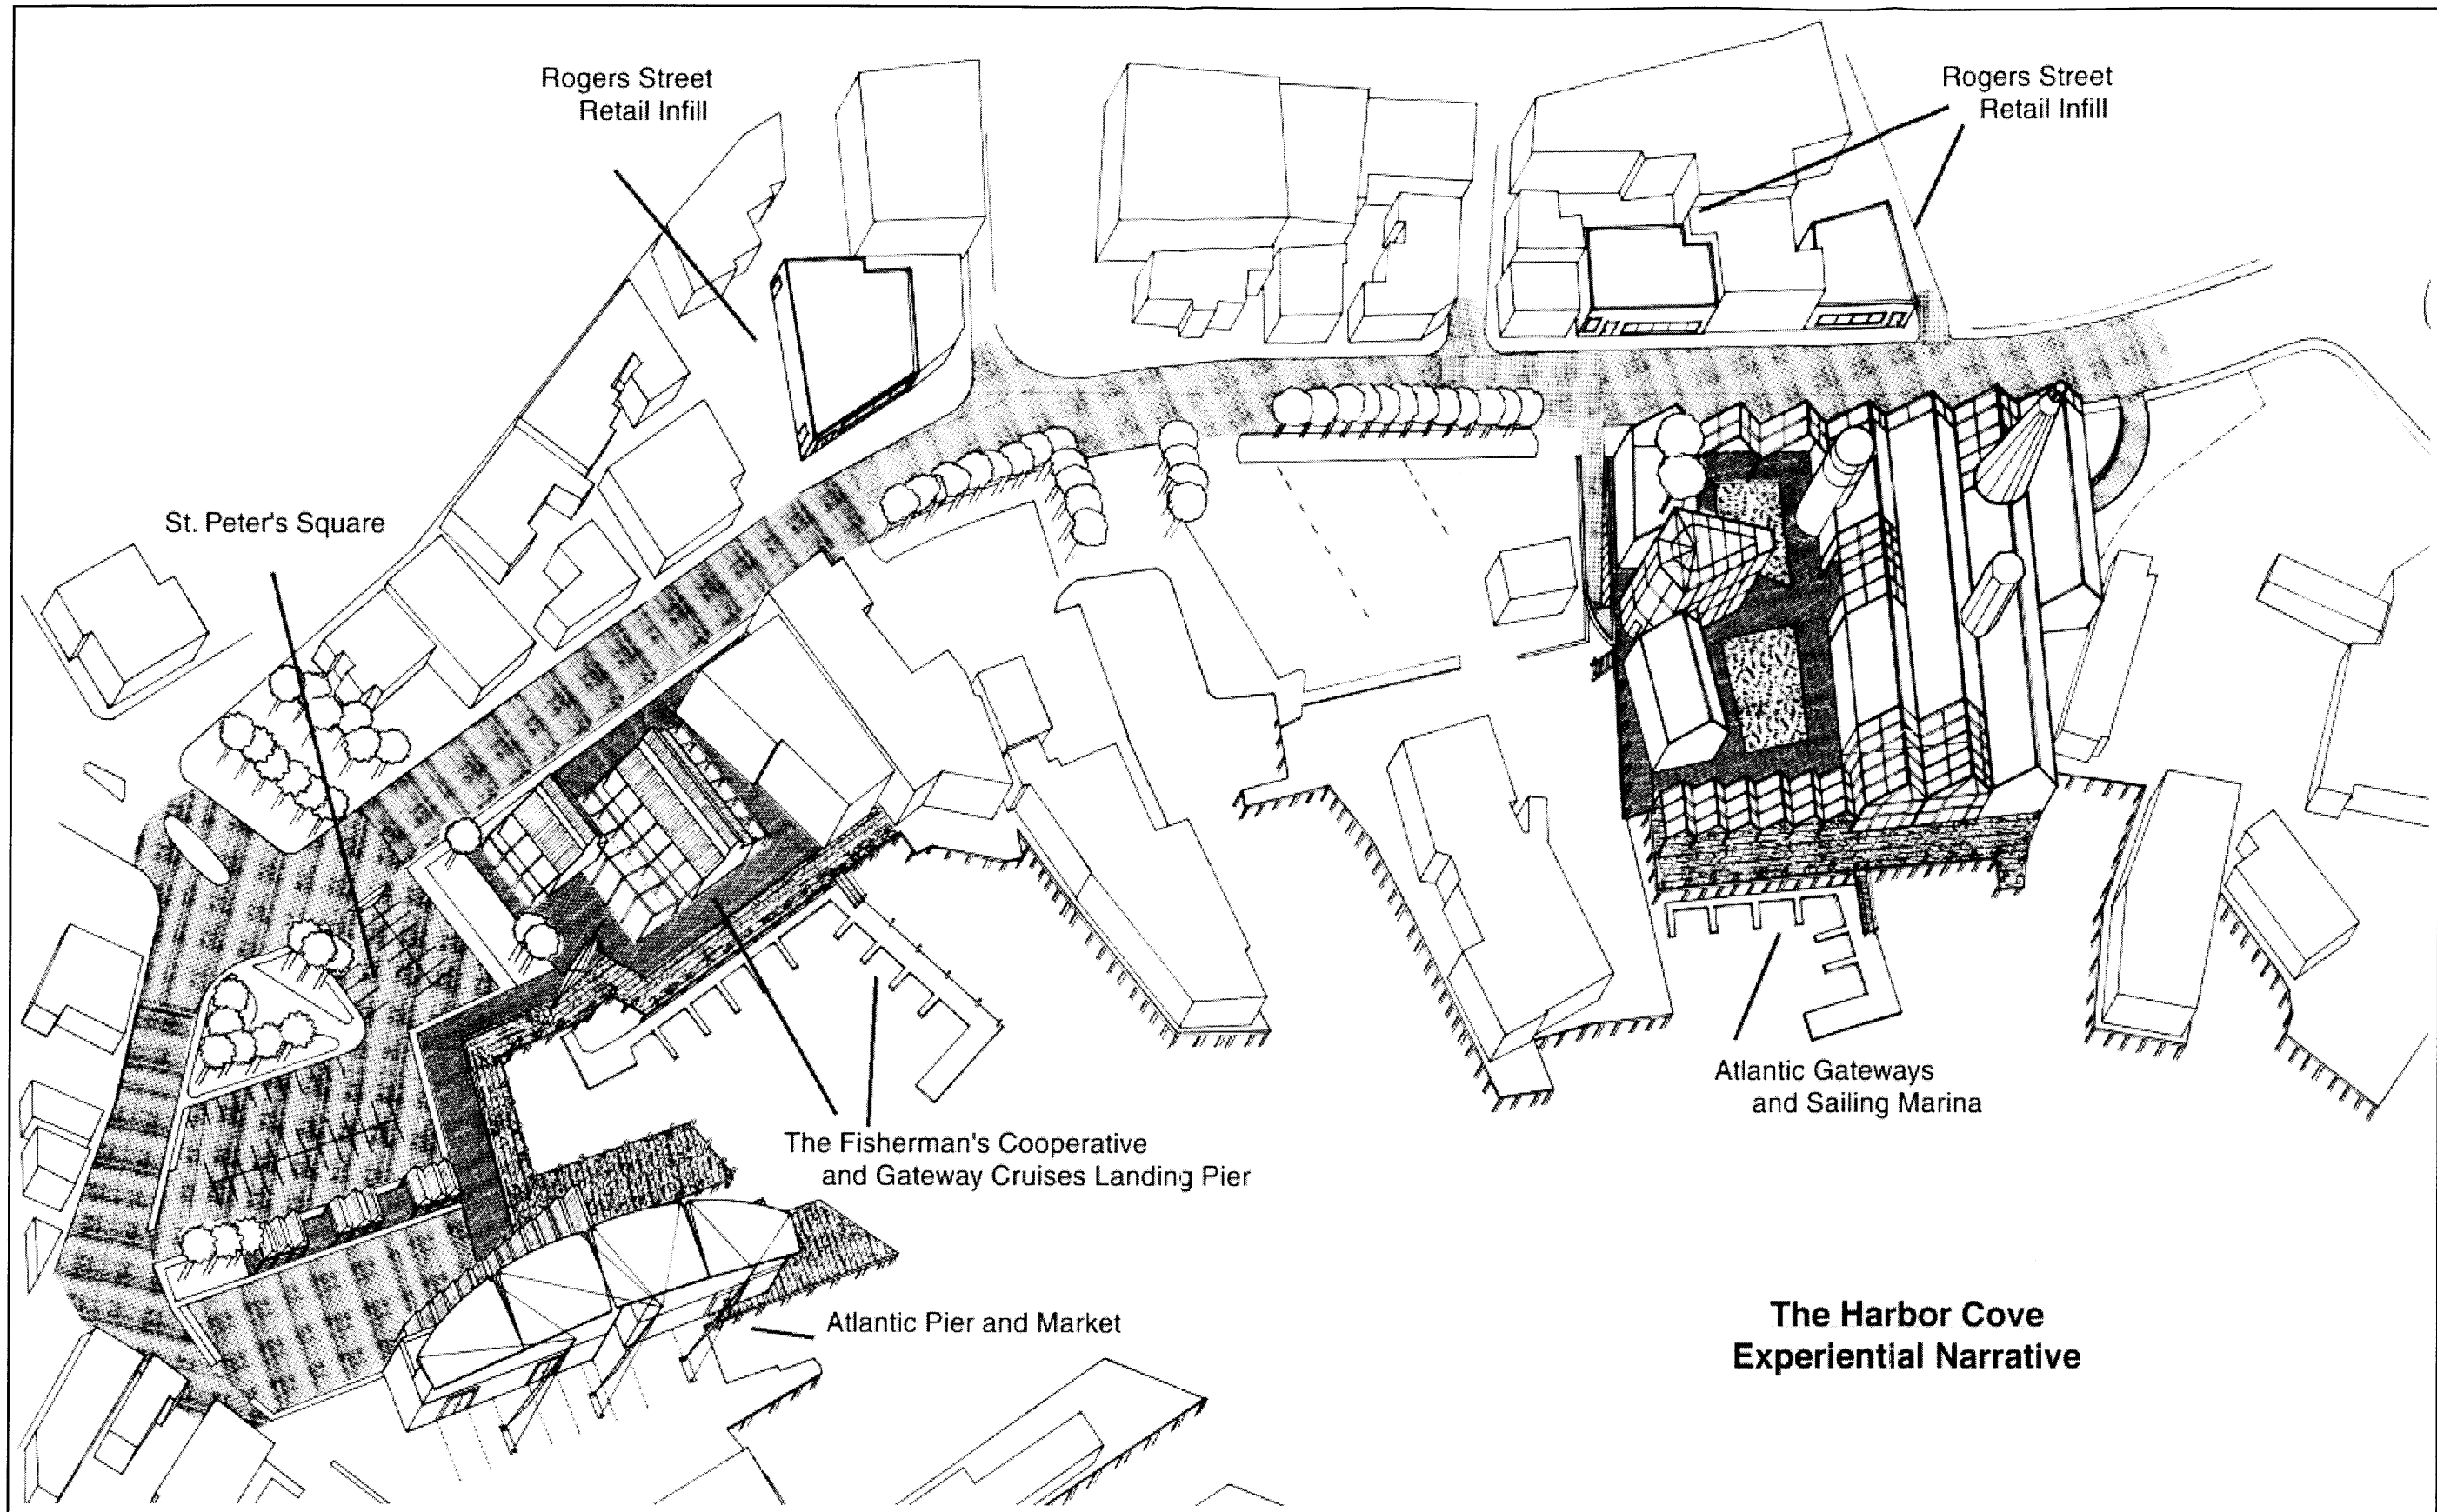 Rogers Street
Retail Infill
Rogers Street
Retail Infill
St. Peter's Square
Atlantic Gateways
and Sailing Marina
The Fisherman's Cooperative
and Gateway Cruises Landing Pier
Atlantic Pier and Market
The Harbor Cove
Experiential Narrative